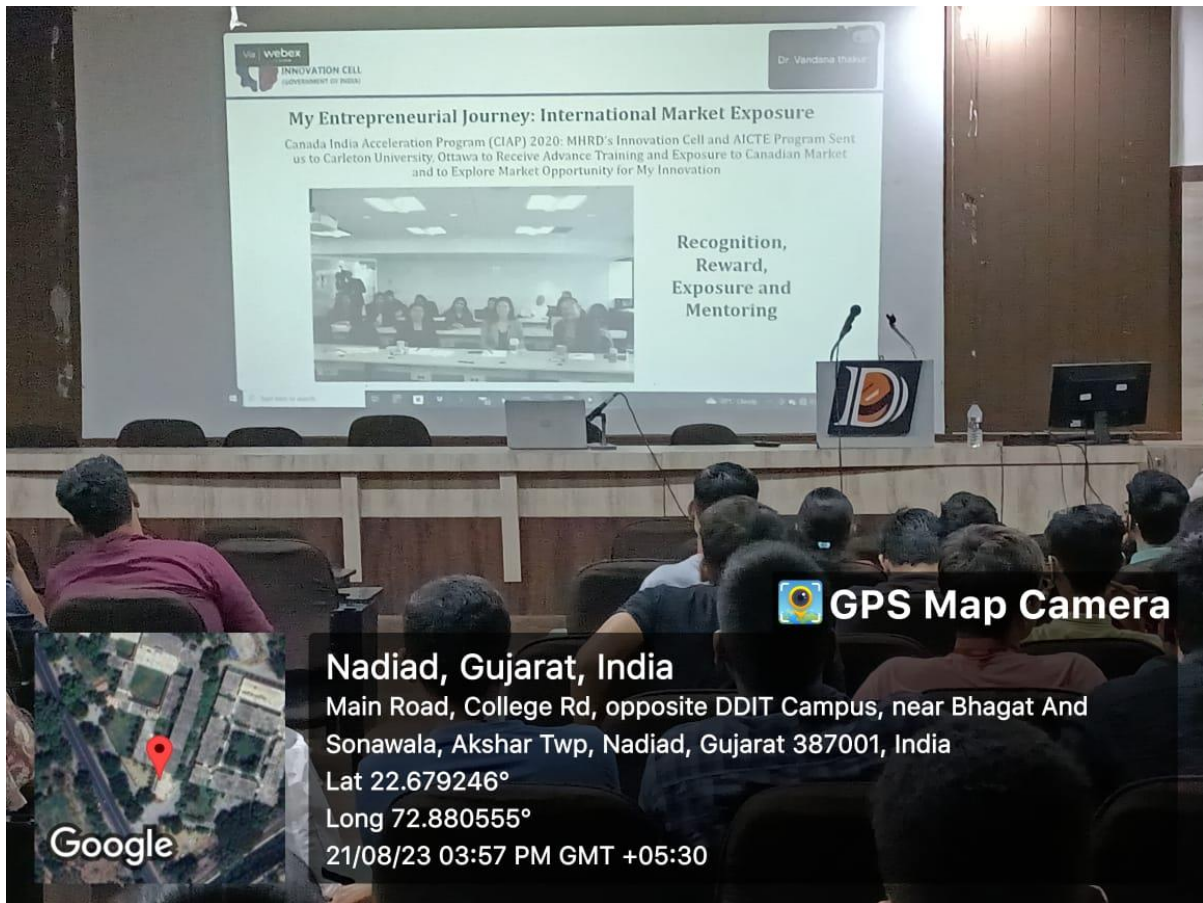 Via webex
INNOVATION CELL
(GOVERNMENT OF INDIA)
Dr. Vandana thakur
My Entrepreneurial Journey: International Market Exposure
Canada India Acceleration Program (CIAP) 2020: MHRD's Innovation Cell and AICTE Program Sent
us to Carleton University, Ottawa to Receive Advance Training and Exposure to Canadian Market
and to Explore Market Opportunity for My Innovation
Recognition,
Reward,
Exposure and
Mentoring
GPS Map Camera
Nadiad, Gujarat, India
Main Road, College Rd, opposite DDIT Campus, near Bhagat And
Sonawala, Akshar Twp, Nadiad, Gujarat 387001, India
Lat 22.679246°
Long 72.880555°
21/08/23 03:57 PM GMT +05:30
Google